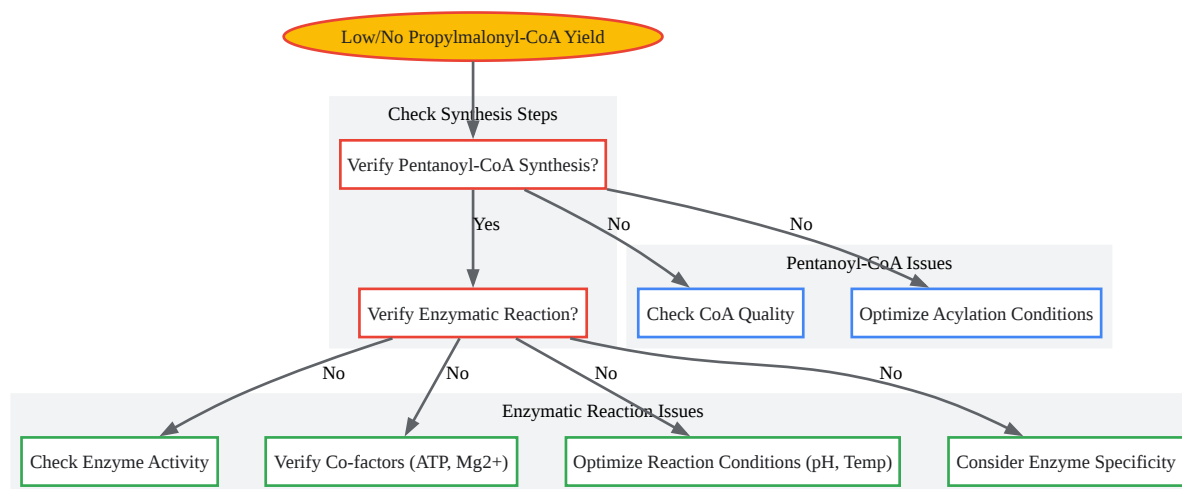 Low/No Propylmalonyl-CoA Yield
Check Synthesis Steps
Verify Pentanoyl-CoA Synthesis?
Yes
No
No
Pentanoyl-CoA Issues
Verify Enzymatic Reaction?
Check CoA Quality
Optimize Acylation Conditions
No
No
No
No
Enzymatic Reaction Issues
Check Enzyme Activity
Verify Co-factors (ATP, Mg2+)
Optimize Reaction Conditions (pH, Temp)
Consider Enzyme Specificity